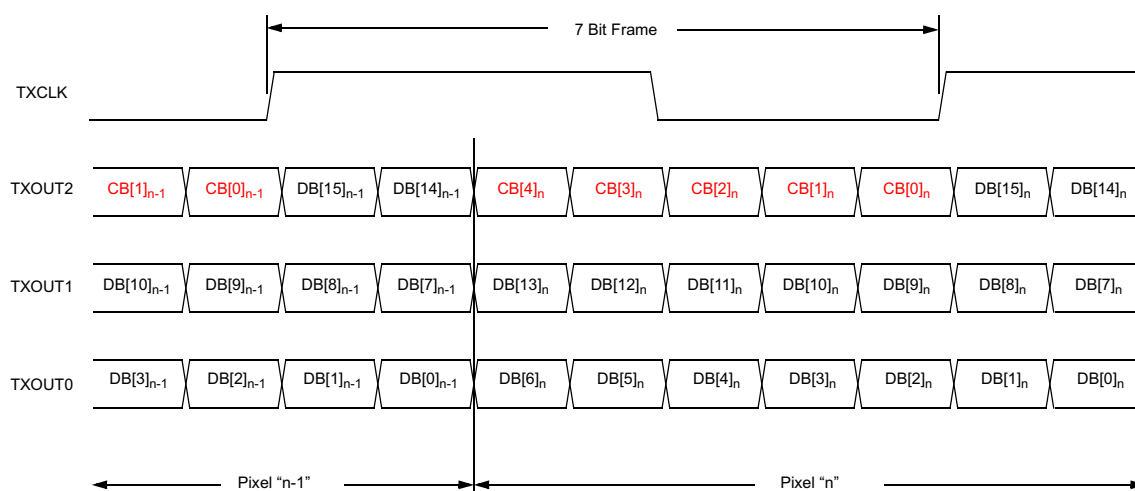 7 Bit Frame
TXCLK
TXOUT2 CB[1]n-1 CB[0]n-1 DB[15]n-1 DB[14]n-1 CB[4]n CB[3]n CB[2]n CB[1]n CB[0]n DB[15]n DB[14]n
TXOUT1 DB[10]n-1 DB[9]n-1 DB[8]n-1 DB[7]n-1 DB[13]n DB[12]n DB[11]n DB[10]n DB[9]n DB[8]n DB[7]n
TXOUT0 DB[3]n-1 DB[2]n-1 DB[1]n-1 DB[0]n-1 DB[6]n DB[5]n DB[4]n DB[3]n DB[2]n DB[1]n DB[0]n
Pixel “n-1” Pixel “n”